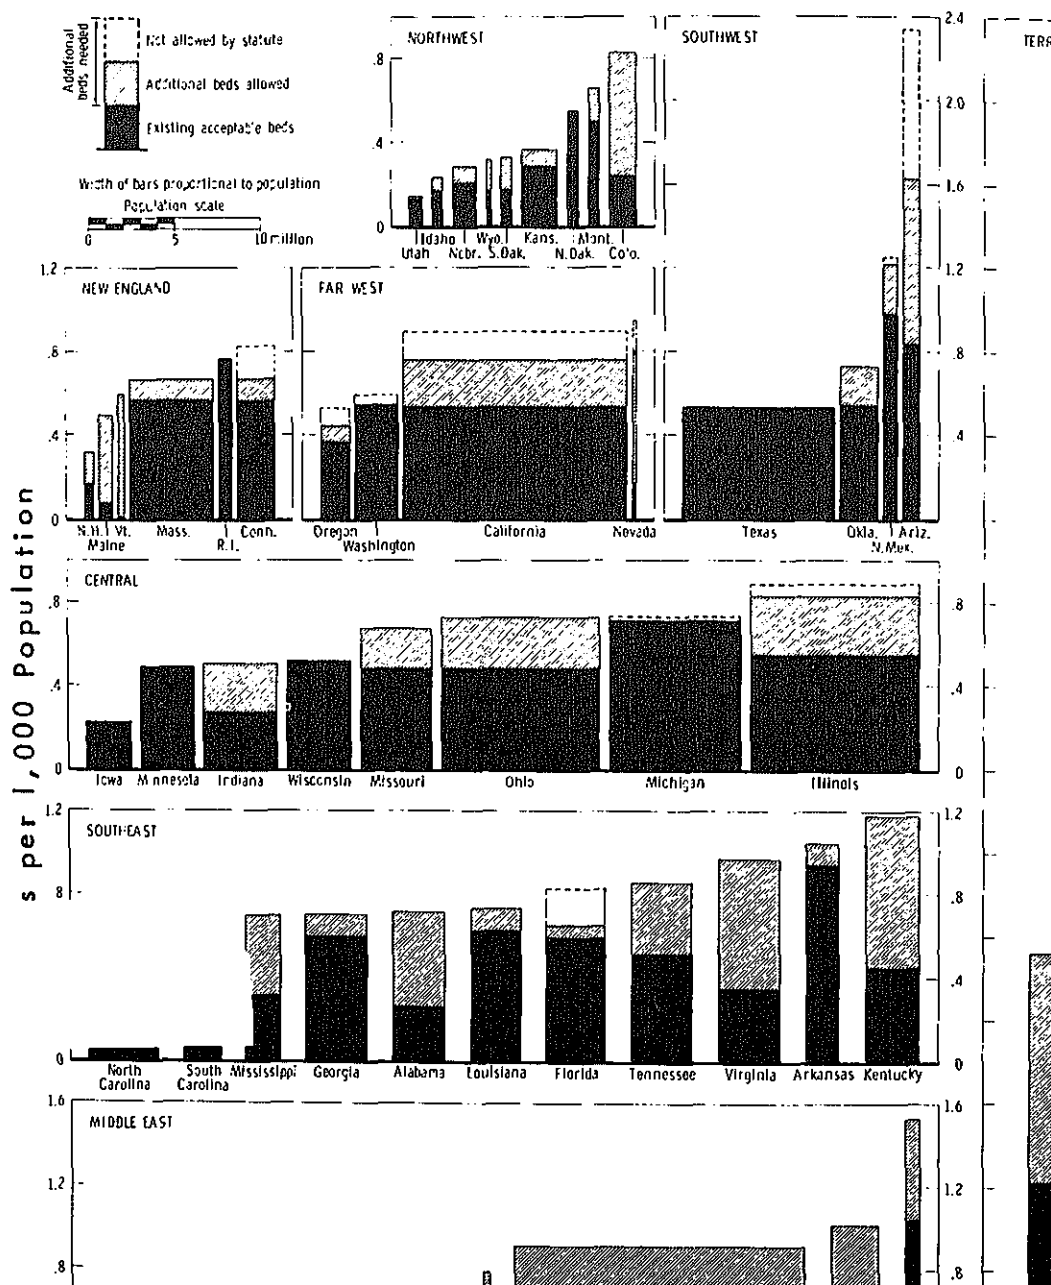 Additional
beds needed
Not allowed by statute
Additional beds allowed
Existing acceptable beds
Width of bars proportional to population
Population scale
0 5 10 million
NORTHWEST
.8
.4
0
Idaho Wyo. Kans. Mont.
Utah Nebr. S. Dak. N. Dak. Colo.
SOUTHWEST
2.4
2.0
1.6
1.2
.8
.4
Texas Okla. Ariz.
N. Mex.
TERR
1.2
NEW ENGLAND
.8
.4
0
N.H. Vt. Mass. Conn.
Maine R.I.
FAR WEST
Oregon California Nevada
Washington
s per 1,000 Population
CENTRAL
.8 .8
.4 .4
0 0
Iowa Minnesota Indiana Wisconsin Missouri Ohio Michigan Illinois
1.2 1.2
SOUTHEAST
.8 .8
.4
0 0
North Carolina South Carolina Mississippi Georgia Alabama Louisiana Florida Tennessee Virginia Arkansas Kentucky
1.6 1.6
MIDDLE EAST
1.2 1.2
.8 .8